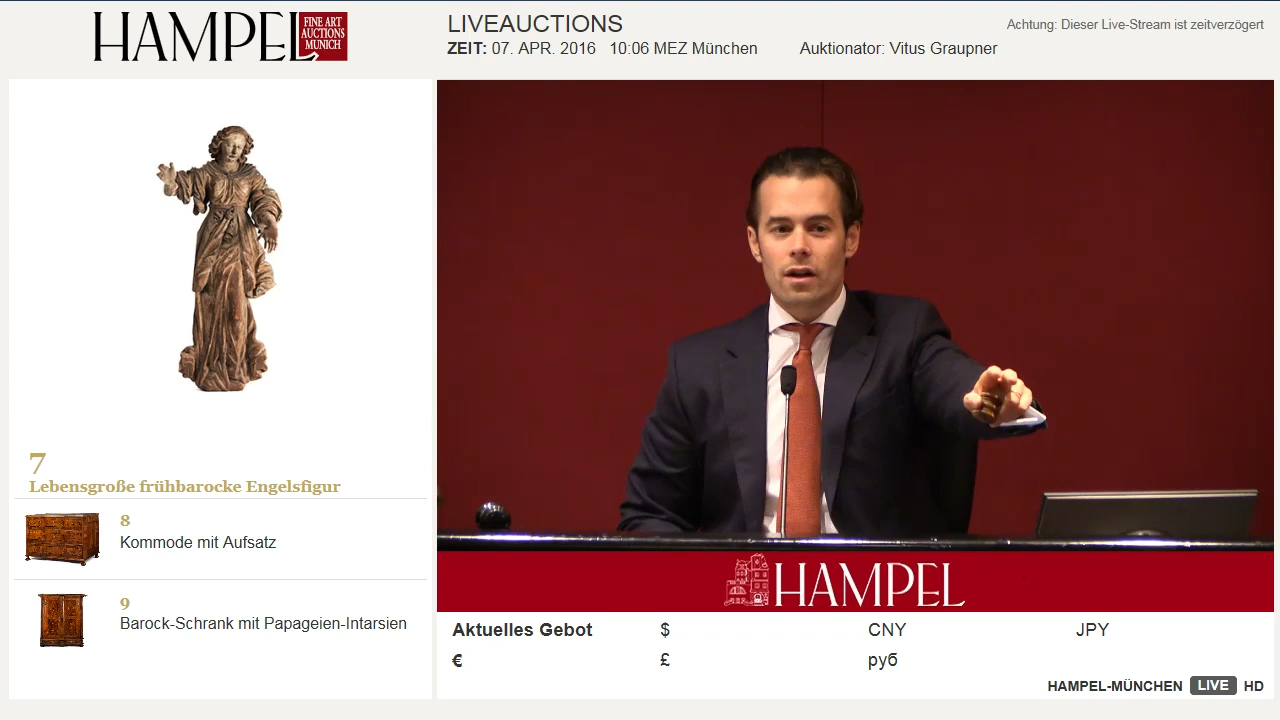 HAMPEL
FINE ART
AUCTIONS
MUNICH
LIVEAUCTIONS
ZEIT: 07. APR. 2016 10:06 MEZ München
Auktionator: Vitus Graupner
Achtung: Dieser Live-Stream ist zeitverzögert
7
Lebensgroße frühbarocke Engelsfigur
8
Kommode mit Aufsatz
9
Barock-Schrank mit Papageien-Intarsien
HAMPEL
Aktuelles Gebot $ CNY JPY
€ £ руб
HAMPEL-MÜNCHEN LIVE HD